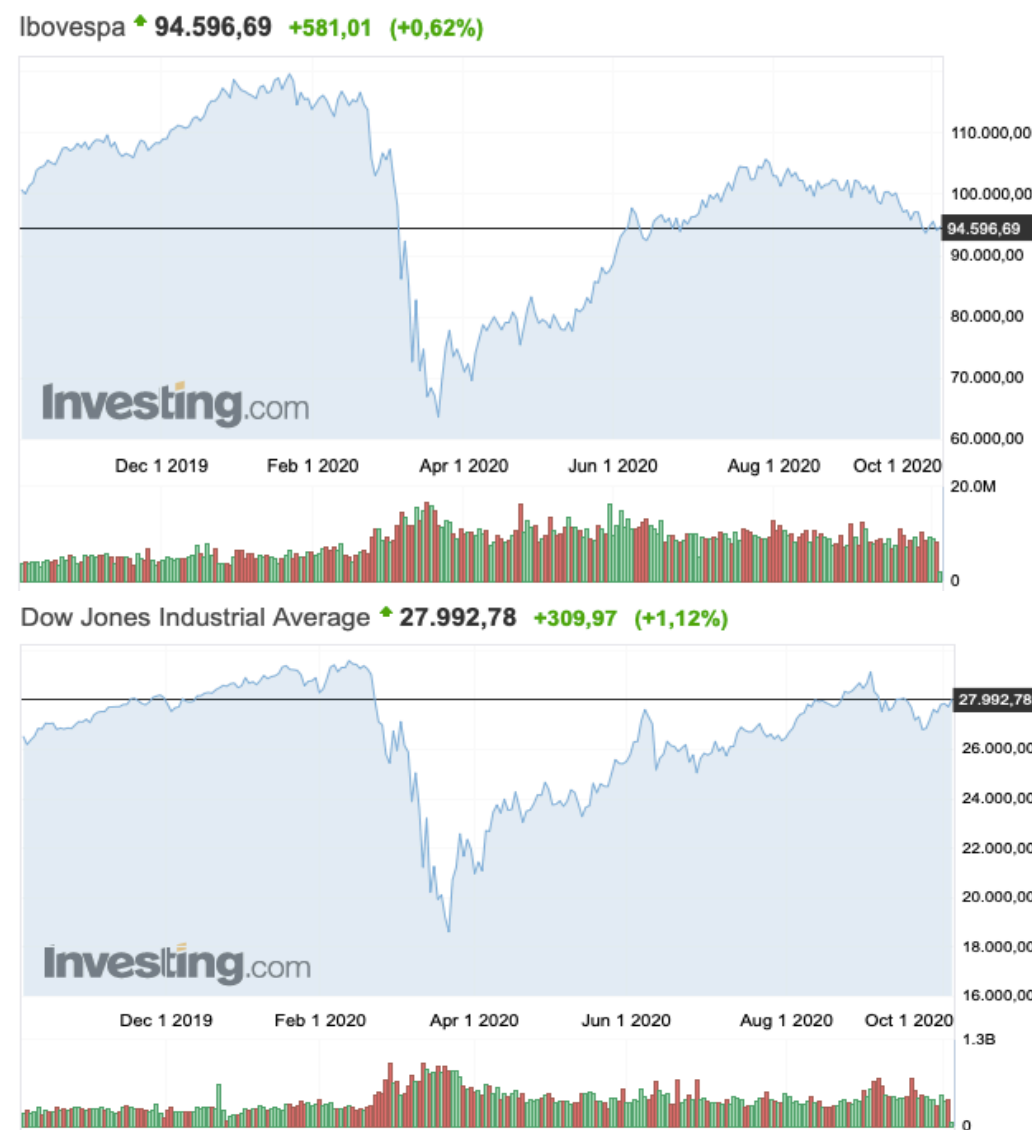 Ibovespa 94.596,69 +581,01 (+0,62%)
110.000,00
100.000,00
94.596,69
90.000,00
80.000,00
70.000,00
60.000,00
Investing.com
Dec 1 2019 Feb 1 2020 Apr 1 2020 Jun 1 2020 Aug 1 2020 Oct 1 2020
20.0M
0
Dow Jones Industrial Average 27.992,78 +309,97 (+1,12%)
27.992,78
26.000,00
24.000,00
22.000,00
20.000,00
18.000,00
16.000,00
Investing.com
Dec 1 2019 Feb 1 2020 Apr 1 2020 Jun 1 2020 Aug 1 2020 Oct 1 2020
1.3B
0